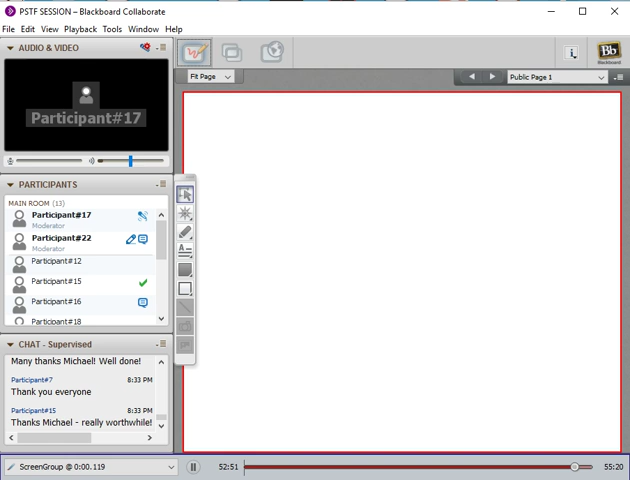 PSTF SESSION – Blackboard Collaborate
File Edit View Playback Tools Window Help
AUDIO & VIDEO
Participant#17
PARTICIPANTS
MAIN ROOM (13)
Participant#17
Moderator
Participant#22
Moderator
Participant#12
Participant#15
Participant#16
Participant#18
CHAT - Supervised
Many thanks Michael! Well done!
Participant#7 8:33 PM
Thank you everyone
Participant#15 8:33 PM
Thanks Michael - really worthwhile!
Fit Page
Public Page 1
i
Bb
Blackboard
A
ScreenGroup @ 0:00.119
52:51
55:20